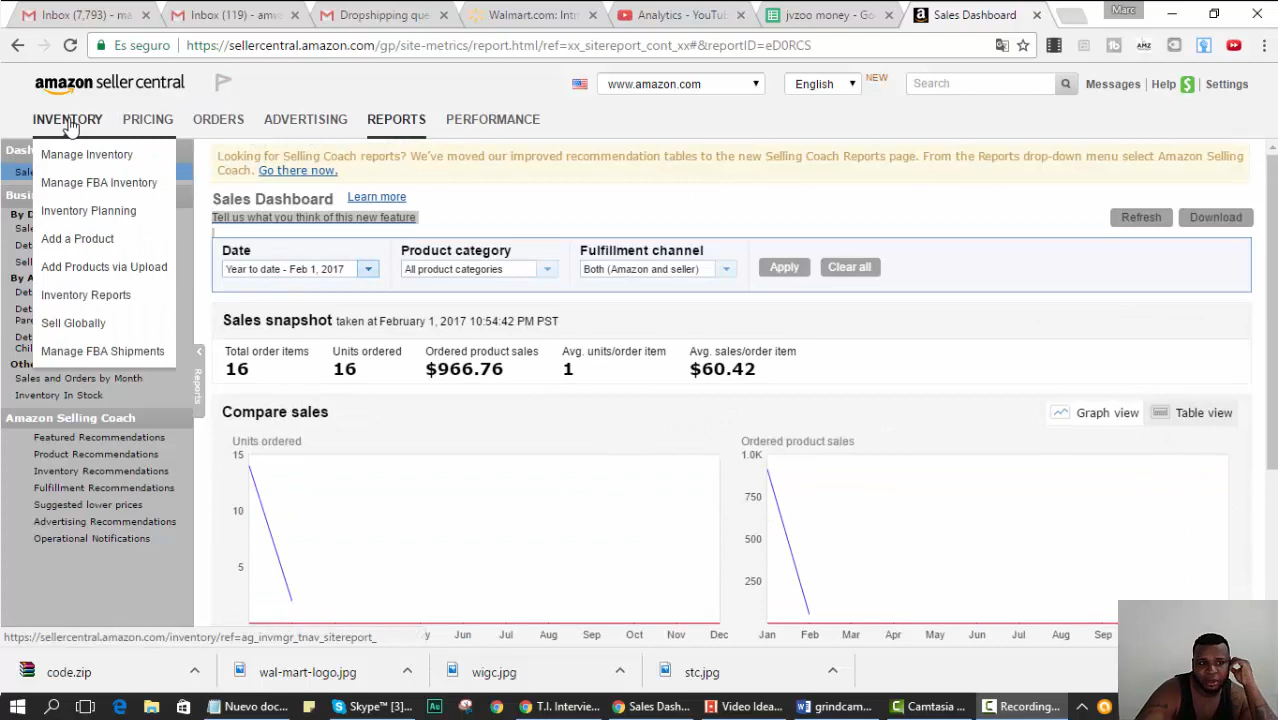 Inbox (7,793) - ma
Inbox (119) - amv
Dropshipping que
Walmart.com: Intr
Analytics - YouTu
jvzoo money - Go
Sales Dashboard
Marc
Es seguro
https://sellercentral.amazon.com/gp/site-metrics/report.html/ref=xx_sitereport_cont_xx#&reportID=eD0RCS
amazon seller central
www.amazon.com
English
NEW
Search
Messages
Help
Settings
INVENTORY
PRICING
ORDERS
ADVERTISING
REPORTS
PERFORMANCE
Manage Inventory
Manage FBA Inventory
Inventory Planning
Add a Product
Add Products via Upload
Inventory Reports
Sell Globally
Manage FBA Shipments
Sales and Orders by Month
Inventory In Stock
Amazon Selling Coach
Featured Recommendations
Product Recommendations
Inventory Recommendations
Fulfillment Recommendations
Suggested lower prices
Advertising Recommendations
Operational Notifications
Reports
Looking for Selling Coach reports? We've moved our improved recommendation tables to the new Selling Coach Reports page. From the Reports drop-down menu select Amazon Selling
Coach. Go there now.
Sales Dashboard
Learn more
Tell us what you think of this new feature
Refresh
Download
Date
Product category
Fulfillment channel
Year to date - Feb 1, 2017
All product categories
Both (Amazon and seller)
Apply
Clear all
Sales snapshot taken at February 1, 2017 10:54:42 PM PST
Total order items
Units ordered
Ordered product sales
Avg. units/order item
Avg. sales/order item
16
16
$966.76
1
$60.42
Compare sales
Graph view
Table view
Units ordered
15
10
5
Jun
Jul
Aug
Sep
Oct
Nov
Dec
Ordered product sales
1.0K
750
500
250
Jan
Feb
Mar
Apr
May
Jun
Jul
Aug
Sep
https://sellercentral.amazon.com/inventory/ref=ag_invmgr_tnav_sitereport_
code.zip
wal-mart-logo.jpg
wigc.jpg
stc.jpg
Nuevo doc...
Skype™ [3]...
T.I. Intervie...
Sales Dash...
Video Idea...
grindcam...
Camtasia ...
Recording...